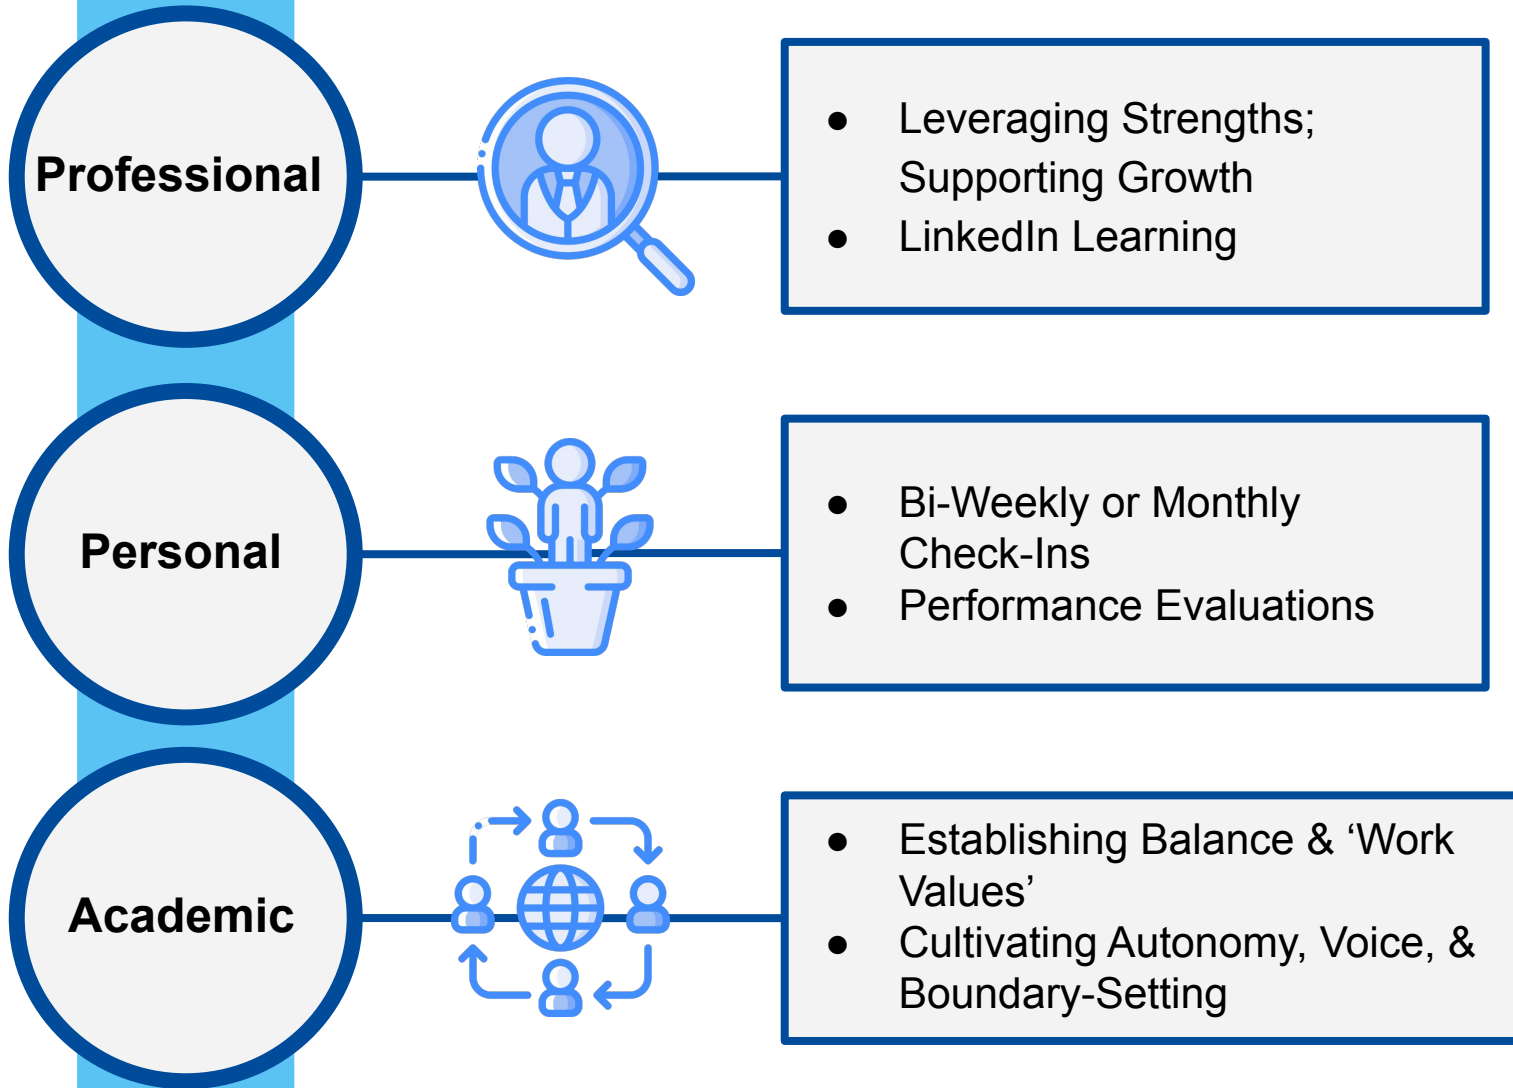 Professional
● Leveraging Strengths;
Supporting Growth
● LinkedIn Learning
Personal
● Bi-Weekly or Monthly
Check-Ins
● Performance Evaluations
Academic
● Establishing Balance & ‘Work
Values’
● Cultivating Autonomy, Voice, &
Boundary-Setting